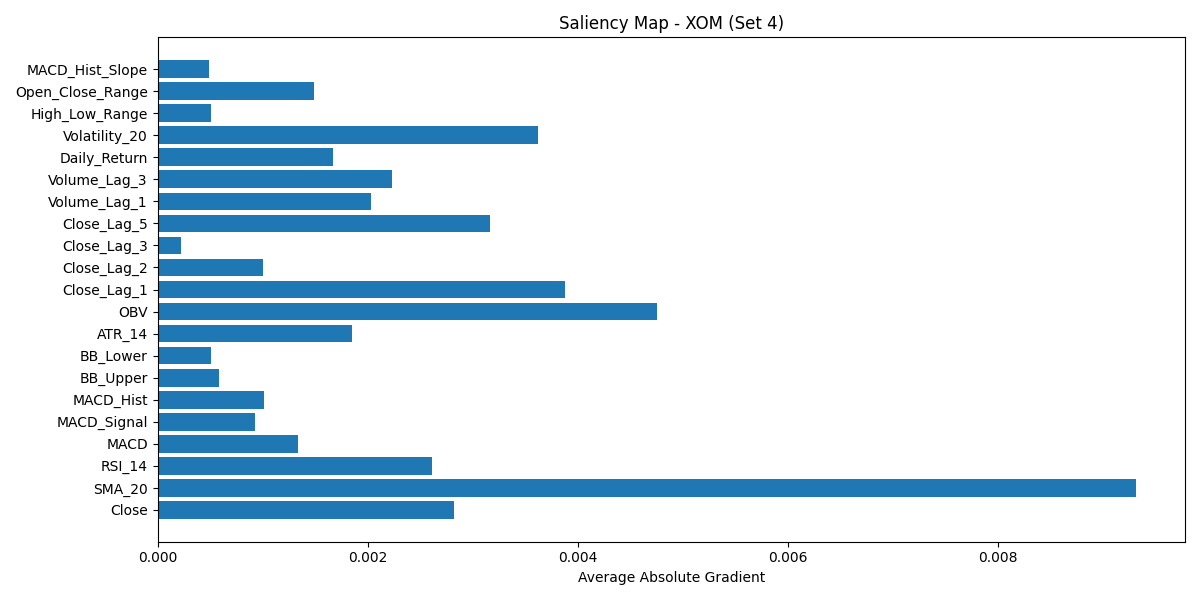 Saliency Map - XOM (Set 4)
MACD_Hist_Slope
Open_Close_Range
High_Low_Range
Volatility_20
Daily_Return
Volume_Lag_3
Volume_Lag_1
Close_Lag_5
Close_Lag_3
Close_Lag_2
Close_Lag_1
OBV
ATR_14
BB_Lower
BB_Upper
MACD_Hist
MACD_Signal
MACD
RSI_14
SMA_20
Close
0.000 0.002 0.004 0.006 0.008
Average Absolute Gradient